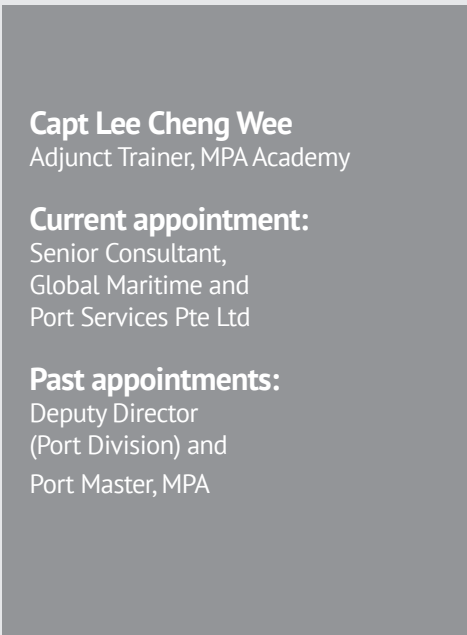 Capt Lee Cheng Wee
Adjunct Trainer, MPA Academy
Current appointment:
Senior Consultant,
Global Maritime and
Port Services Pte Ltd
Past appointments:
Deputy Director
(Port Division) and
Port Master, MPA